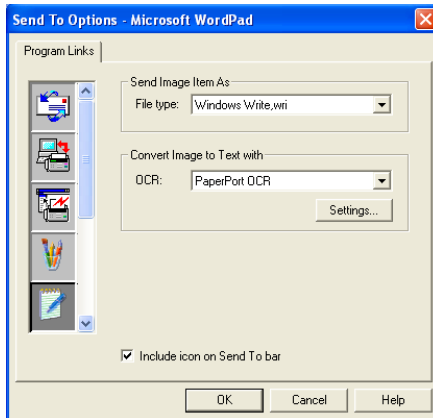 Send To Options - Microsoft WordPad
Program Links
Send Image Item As
File type: Windows Write,wri
Convert Image to Text with
OCR: PaperPort OCR
Settings...
Include icon on Send To bar
OK Cancel Help